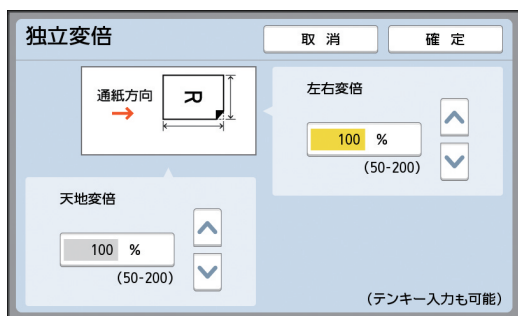 独立変倍
取 消
確 定
通紙方向
R
左右変倍
100 %
(50-200)
天地変倍
100 %
(50-200)
(テンキー入力も可能)